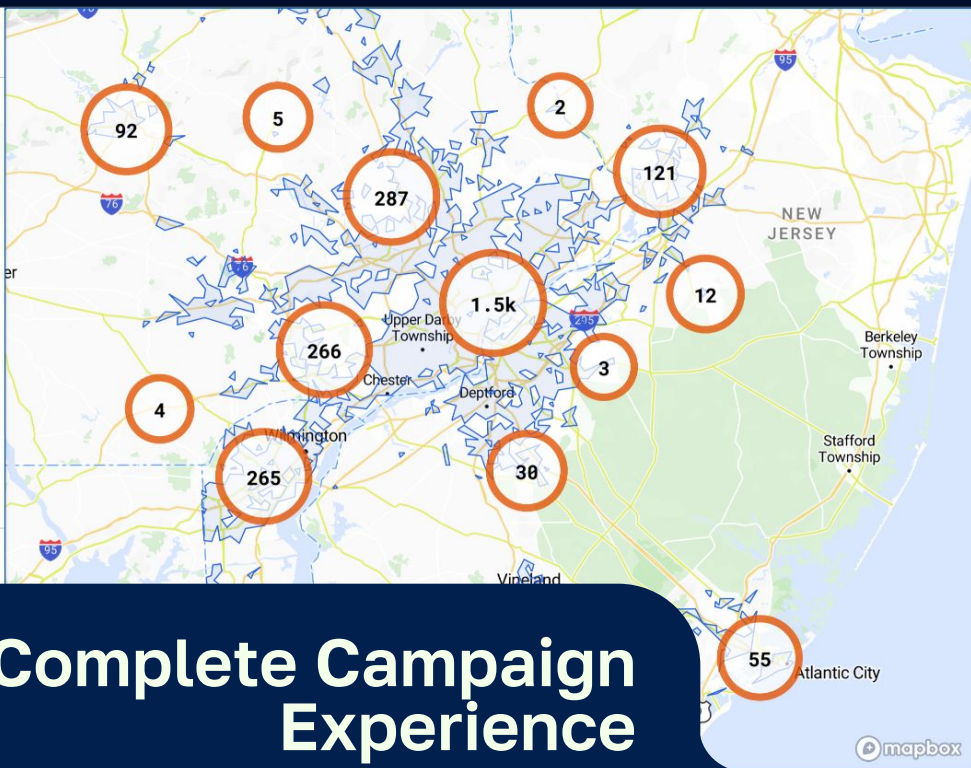 95
92
5
2
287
121
76
NEW
JERSEY
er
76
12
1.5k
295
Upper Darby
Township
266
Berkeley
Township
3
Chester
Deptford
4
Wilmington
Stafford
Township
265
30
95
Vineland
Complete Campaign
Experience
55
Atlantic City
mapbox